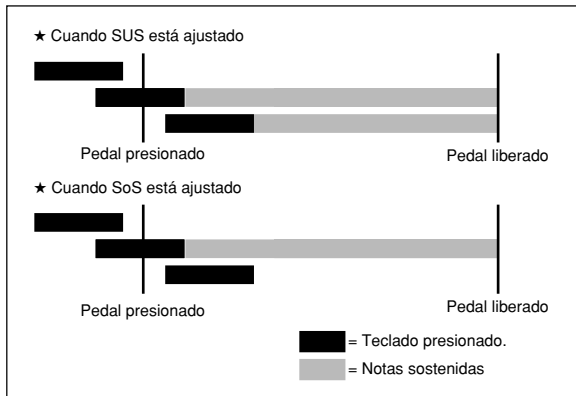 ★ Cuando SUS está ajustado
Pedal presionado
Pedal liberado
★ Cuando SoS está ajustado
Pedal presionado
Pedal liberado
= Teclado presionado.
= Notas sostenidas